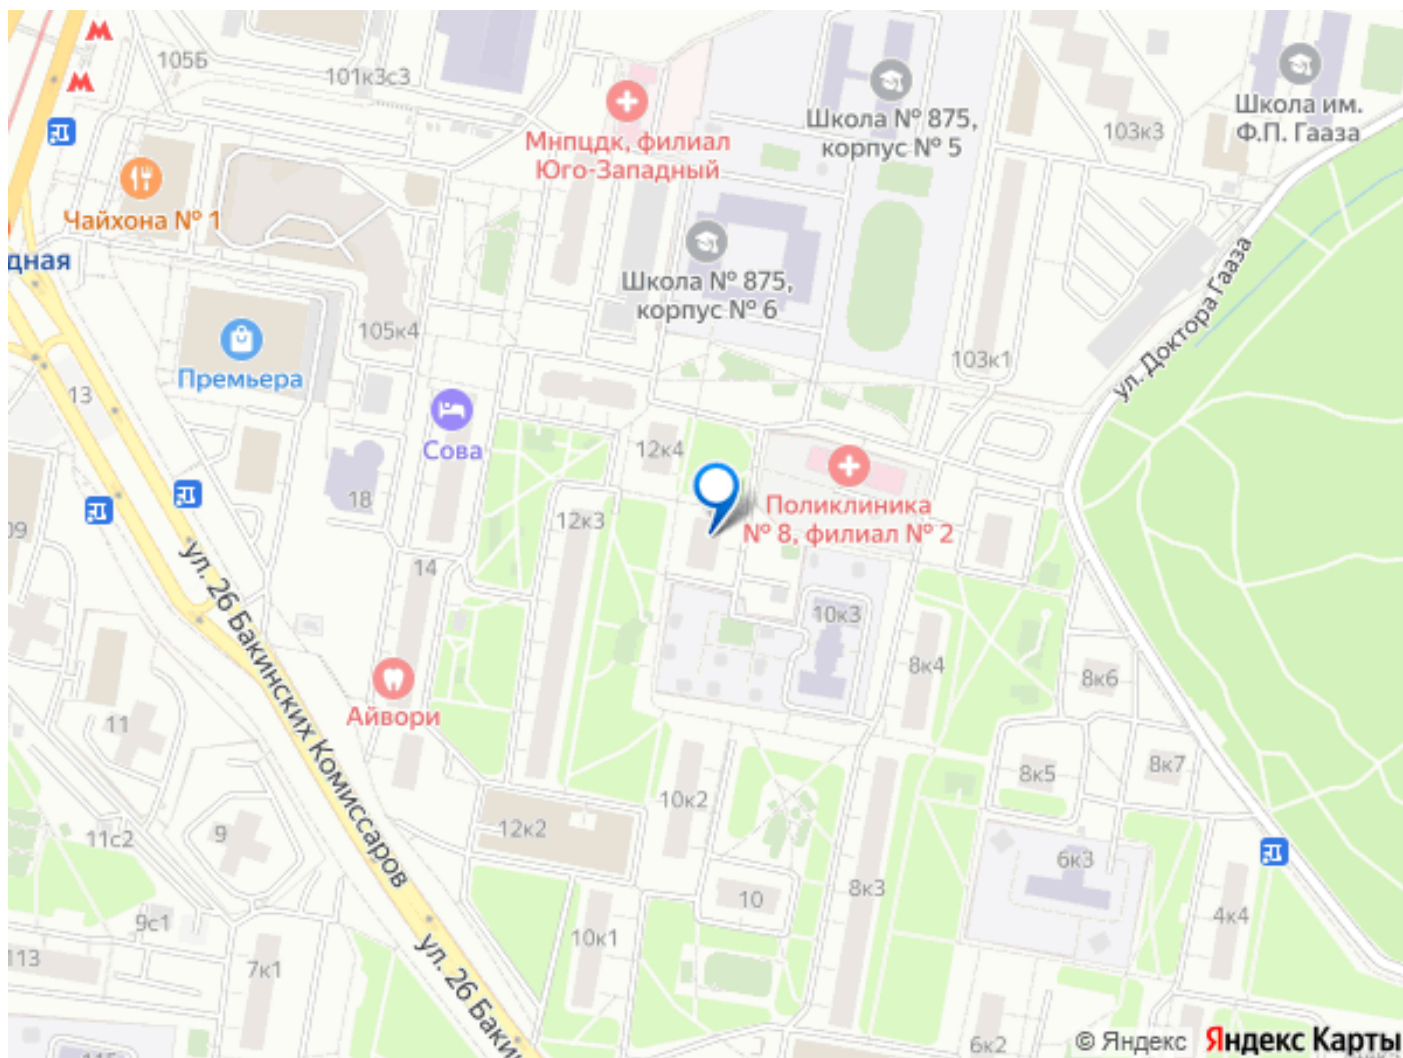 105Б
101к3с3
Школа им.
Ф.П. Гааза
103к3
Школа № 875,
корпус № 5
Мнпцдк, филиал
Юго-Западный
Чайхона № 1
дная
Школа № 875,
корпус № 6
ул. Доктора Гааза
105к4
103к1
Премьера
13
Сова
12к4
18
Поликлиника
№ 8, филиал № 2
12к3
14
ул. 26 Бакинских Комиссаров
10к3
8к4
8к6
Айвори
11
8к5
8к7
10к2
12к2
11с2
9
6к3
8к3
10
4к4
9с1
10к1
113
7к1
ул. 26 Баки
6к2
© Яндекс Яндекс Карты